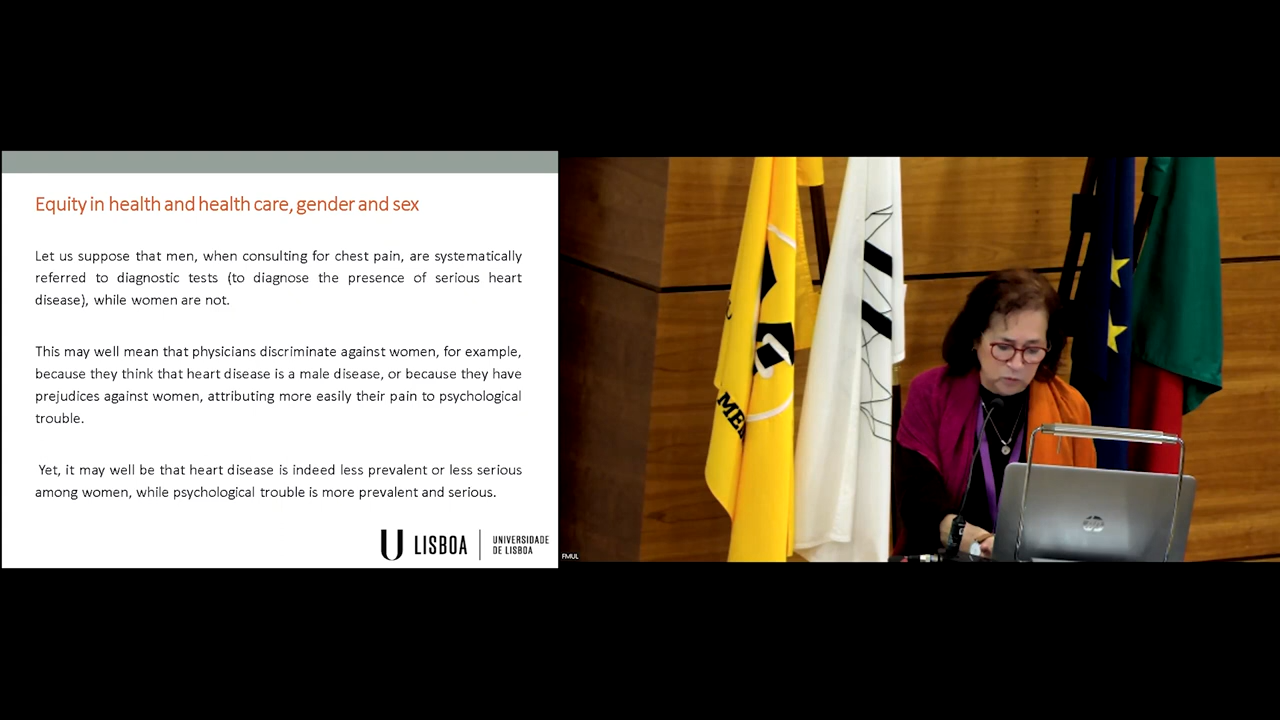 Equity in health and health care, gender and sex
Let us suppose that men, when consulting for chest pain, are systematically
referred to diagnostic tests (to diagnose the presence of serious heart
disease), while women are not.
This may well mean that physicians discriminate against women, for example,
because they think that heart disease is a male disease, or because they have
prejudices against women, attributing more easily their pain to psychological
trouble.
Yet, it may well be that heart disease is indeed less prevalent or less serious
among women, while psychological trouble is more prevalent and serious.
U LISBOA
UNIVERSIDADE
DE LISBOA
FMUL
MED
hp